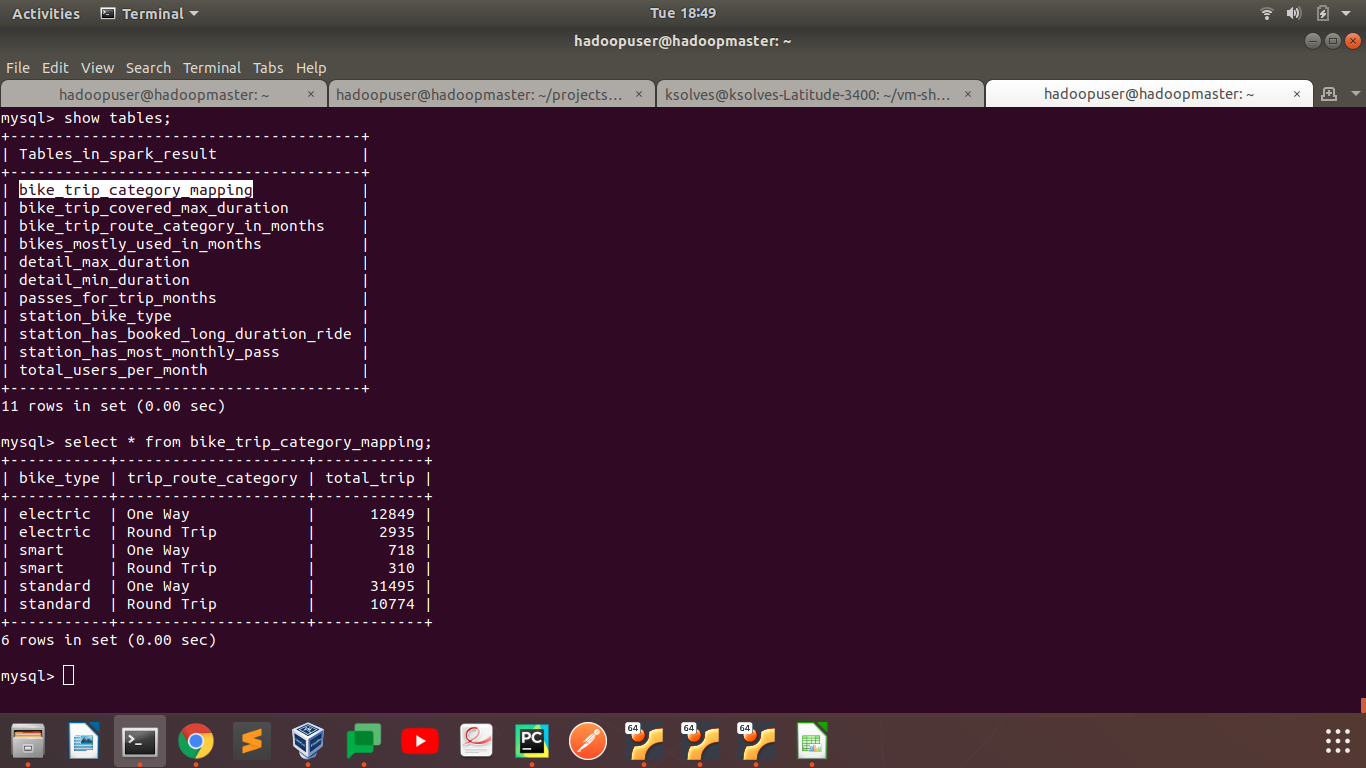 Activities Terminal Tue 18:49
hadoopuser@hadoopmaster: ~
File Edit View Search Terminal Tabs Help
hadoopuser@hadoopmaster: ~ × hadoopuser@hadoopmaster: ~/projects... × ksolves@ksolves-Latitude-3400: ~/vm-sh... × hadoopuser@hadoopmaster: ~ ×
mysql> show tables;
+---------------------------------------+
| Tables_in_spark_result                |
+---------------------------------------+
| bike_trip_category_mapping            |
| bike_trip_covered_max_duration        |
| bike_trip_route_category_in_months    |
| bikes_mostly_used_in_months           |
| detail_max_duration                   |
| detail_min_duration                   |
| passes_for_trip_months                |
| station_bike_type                     |
| station_has_booked_long_duration_ride |
| station_has_most_monthly_pass         |
| total_users_per_month                 |
+---------------------------------------+
11 rows in set (0.00 sec)
mysql> select * from bike_trip_category_mapping;
+-----------+---------------------+------------+
| bike_type | trip_route_category | total_trip |
+-----------+---------------------+------------+
| electric  | One Way             |      12849 |
| electric  | Round Trip          |       2935 |
| smart     | One Way             |        718 |
| smart     | Round Trip          |        310 |
| standard  | One Way             |      31495 |
| standard  | Round Trip          |      10774 |
+-----------+---------------------+------------+
6 rows in set (0.00 sec)
mysql>
PC 64 64 64